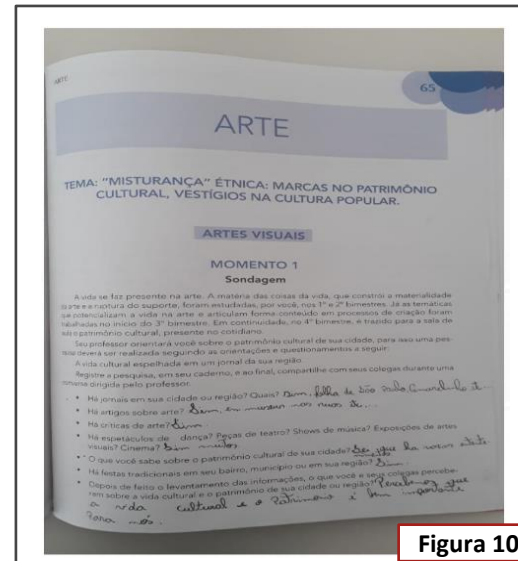 ARTE
65
ARTE
TEMA: "MISTURANÇA" ÉTNICA: MARCAS NO PATRIMÔNIO
CULTURAL, VESTÍGIOS NA CULTURA POPULAR.
ARTES VISUAIS
MOMENTO 1
Sondagem
A vida se faz presente na arte. A matéria das coisas da vida, que constrói a materialidade
e a ruptura do suporte, foram estudadas, por você, nos 1º e 2º bimestres. Já as temáticas
que potencializam a vida na arte e articulam forma conteúdo em processos de criação foram
trabalhadas no início do 3º bimestre. Em continuidade, no 4º bimestre, é trazido para a sala de
aula o patrimônio cultural, presente no cotidiano.
Seu professor orientará você sobre o patrimônio cultural de sua cidade, para isso uma pes-
quisa deverá ser realizada seguindo as orientações e questionamentos a seguir:
A vida cultural espelhada em um jornal da sua região.
Registre a pesquisa, em seu caderno, e ao final, compartilhe com seus colegas durante uma
conversa dirigida pelo professor.
• Há jornais em sua cidade ou região? Quais? Sim, folha de São Paulo
• Há artigos sobre arte? Sim, em
• Há críticas de arte? Sim.
• Há espetáculos de dança? Peças de teatro? Shows de música? Exposições de artes
visuais? Cinema? Sim muitos
• O que você sabe sobre o patrimônio cultural de sua cidade? que há
• Há festas tradicionais em seu bairro, município ou em sua região? Sim.
• Depois de feito o levantamento das informações, o que você e seus colegas percebe-
ram sobre a vida cultural e o patrimônio de sua cidade ou região? Percebemos que
a vida cultural e o Patrimônio é bem importante
Para nós.
Figura 10